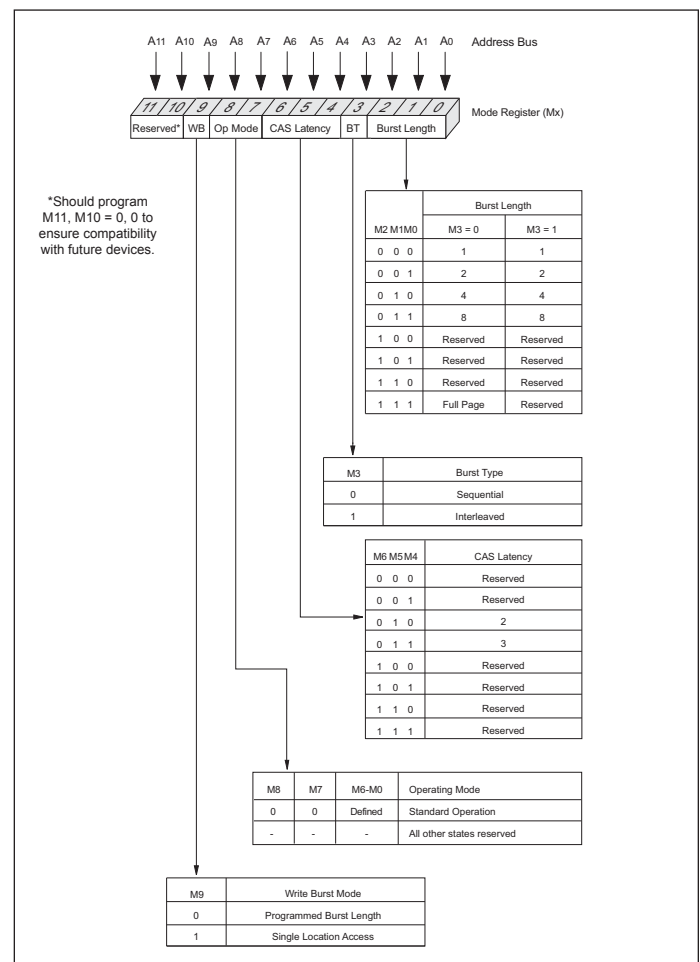 A11 A10 A9 A8 A7 A6 A5 A4 A3 A2 A1 A0 Address Bus
11 10 9 8 7 6 5 4 3 2 1 0 Mode Register (Mx)
Reserved* WB Op Mode CAS Latency BT Burst Length
*Should program
M11, M10 = 0, 0 to
ensure compatibility
with future devices.
Burst Length
M2 M1M0 M3 = 0 M3 = 1
0 0 0 1 1
0 0 1 2 2
0 1 0 4 4
0 1 1 8 8
1 0 0 Reserved Reserved
1 0 1 Reserved Reserved
1 1 0 Reserved Reserved
1 1 1 Full Page Reserved
M3 Burst Type
0 Sequential
1 Interleaved
M6 M5M4 CAS Latency
0 0 0 Reserved
0 0 1 Reserved
0 1 0 2
0 1 1 3
1 0 0 Reserved
1 0 1 Reserved
1 1 0 Reserved
1 1 1 Reserved
M8 M7 M6-M0 Operating Mode
0 0 Defined Standard Operation
- - - All other states reserved
M9 Write Burst Mode
0 Programmed Burst Length
1 Single Location Access